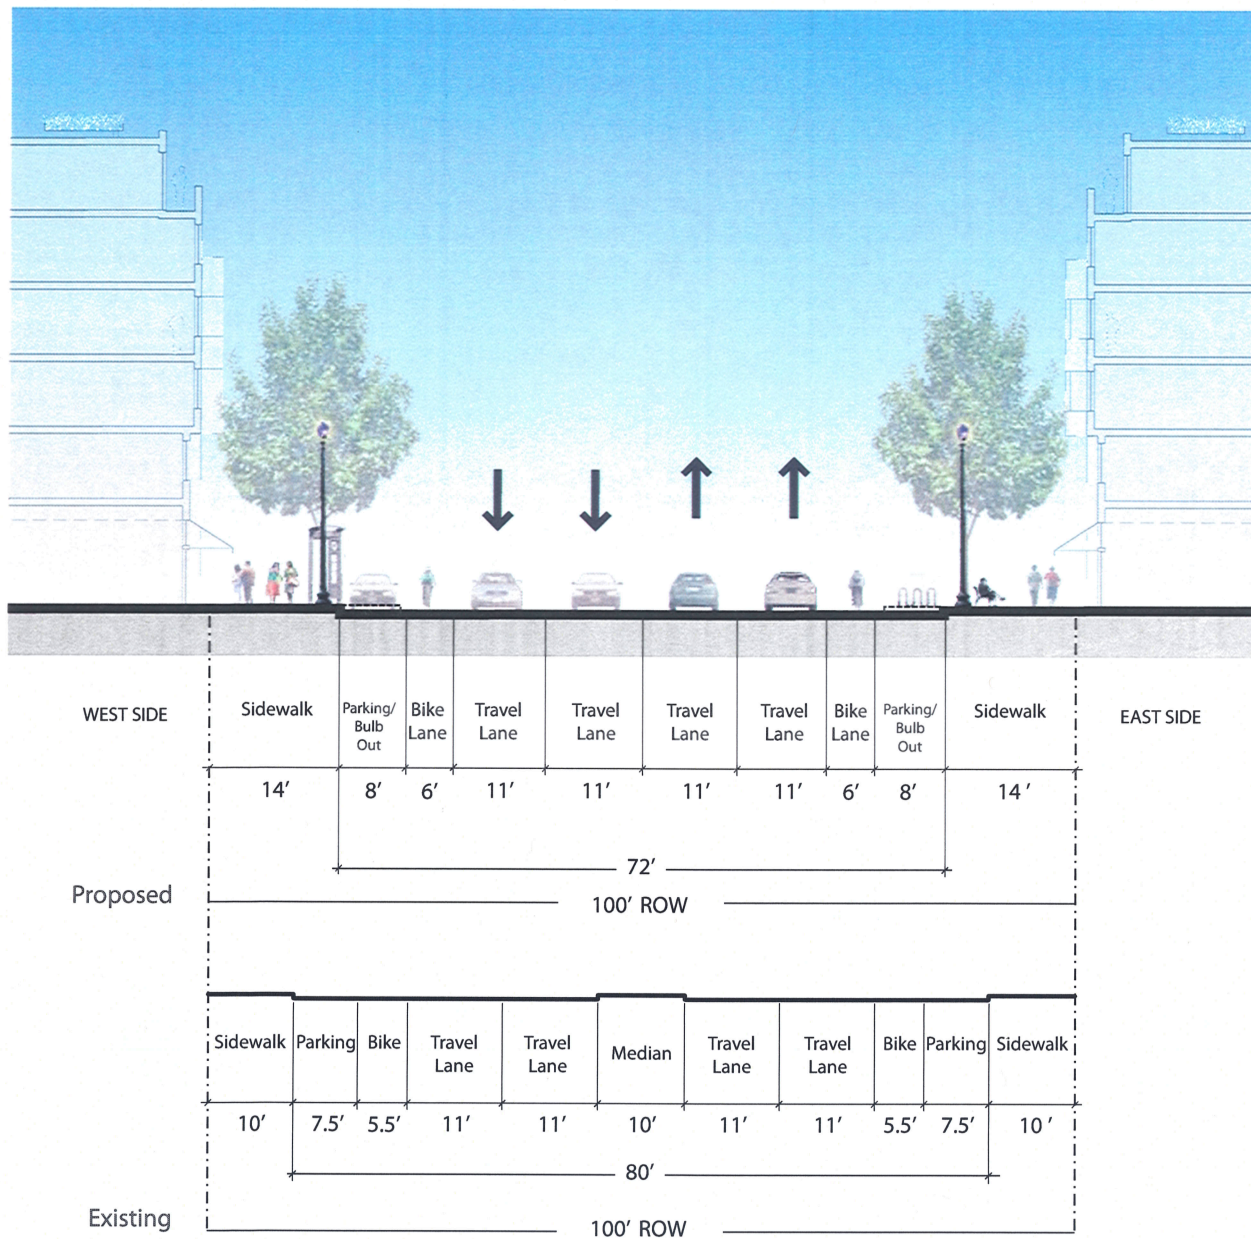 WEST SIDE
Sidewalk
Parking/
Bulb
Out
Bike
Lane
Travel
Lane
Travel
Lane
Travel
Lane
Travel
Lane
Bike
Lane
Parking/
Bulb
Out
Sidewalk
EAST SIDE
14’ 8’ 6’ 11’ 11’ 11’ 11’ 6’ 8’ 14 ’
72’
Proposed
100’ ROW
Sidewalk
Parking
Bike
Travel
Lane
Travel
Lane
Median
Travel
Lane
Travel
Lane
Bike
Parking
Sidewalk
10’ 7.5’ 5.5’ 11’ 11’ 10’ 11’ 11’ 5.5’ 7.5’ 10 ’
80’
Existing
100’ ROW